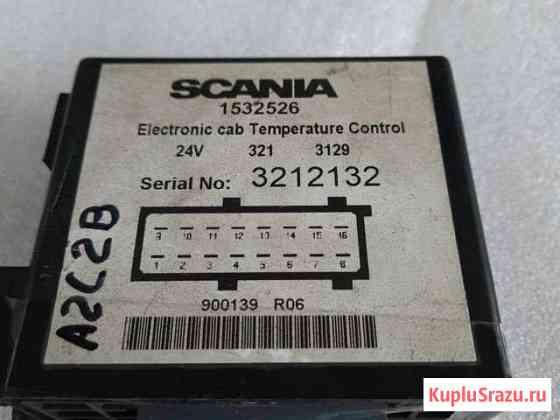 SCANIA
1532526
Electronic cab Temperature Control
24V 321 3129
Serial No: 3212132
9 10 11 12 13 14 15 16
1 2 3 4 5 6 7 8
900139 R06
A2C2B
KupluSrazu.ru